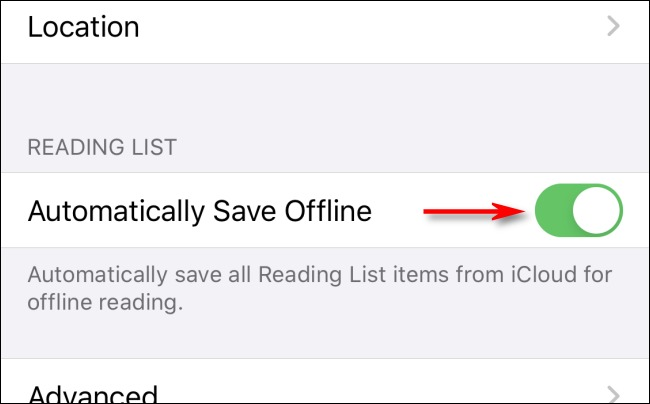 Location
READING LIST
Automatically Save Offline
Automatically save all Reading List items from iCloud for
offline reading.
Advanced